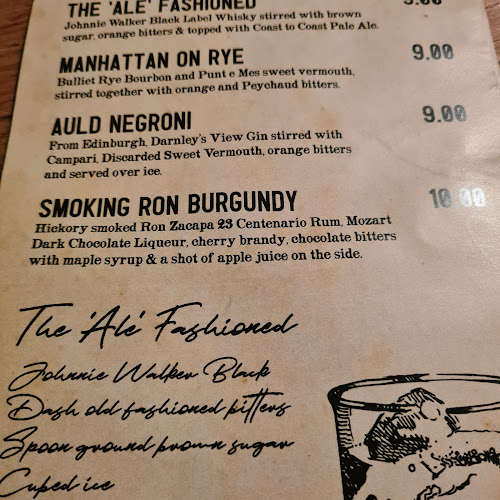 THE 'ALE' FASHIONED
Johnnie Walker Black Label Whisky stirred with brown
sugar, orange bitters & topped with Coast to Coast Pale Ale.
MANHATTAN ON RYE 9.00
Bulliet Rye Bourbon and Punt e Mes sweet vermouth,
stirred together with orange and Peychaud bitters.
AULD NEGRONI 9.00
From Edinburgh, Darnley's View Gin stirred with
Campari, Discarded Sweet Vermouth, orange bitters
and served over ice.
SMOKING RON BURGUNDY 10.00
Hickory smoked Ron Zacapa 23 Centenario Rum, Mozart
Dark Chocolate Liqueur, cherry brandy, chocolate bitters
with maple syrup & a shot of apple juice on the side.
The 'Ale' Fashioned
Johnnie Walker Black
Dash old fashioned bitters
Spoon ground brown sugar
Cubed ice